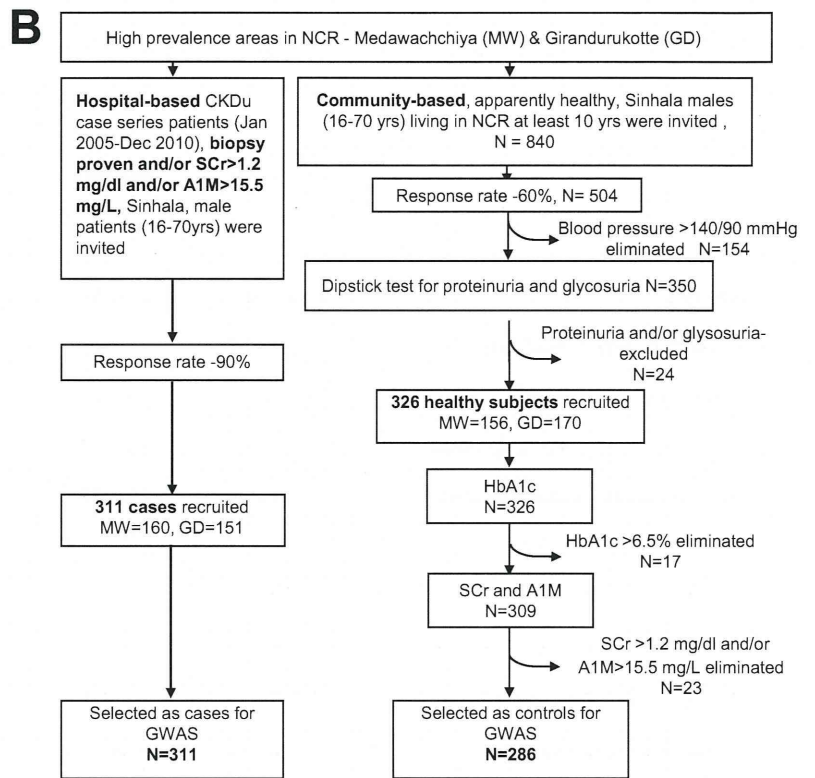 B
High prevalence areas in NCR - Medawachchiya (MW) & Girandurukotte (GD)
Hospital-based CKDu
case series patients (Jan
2005-Dec 2010), biopsy
proven and/or SCr>1.2
mg/dl and/or A1M>15.5
mg/L, Sinhala, male
patients (16-70yrs) were
invited
Response rate -90%
311 cases recruited
MW=160, GD=151
Selected as cases for
GWAS
N=311
Community-based, apparently healthy, Sinhala males
(16-70 yrs) living in NCR at least 10 yrs were invited ,
N = 840
Response rate -60%, N= 504
Blood pressure >140/90 mmHg
eliminated N=154
Dipstick test for proteinuria and glycosuria N=350
Proteinuria and/or glysosuria-
excluded
N=24
326 healthy subjects recruited
MW=156, GD=170
HbA1c
N=326
HbA1c >6.5% eliminated
N=17
SCr and A1M
N=309
SCr >1.2 mg/dl and/or
A1M>15.5 mg/L eliminated
N=23
Selected as controls for
GWAS
N=286